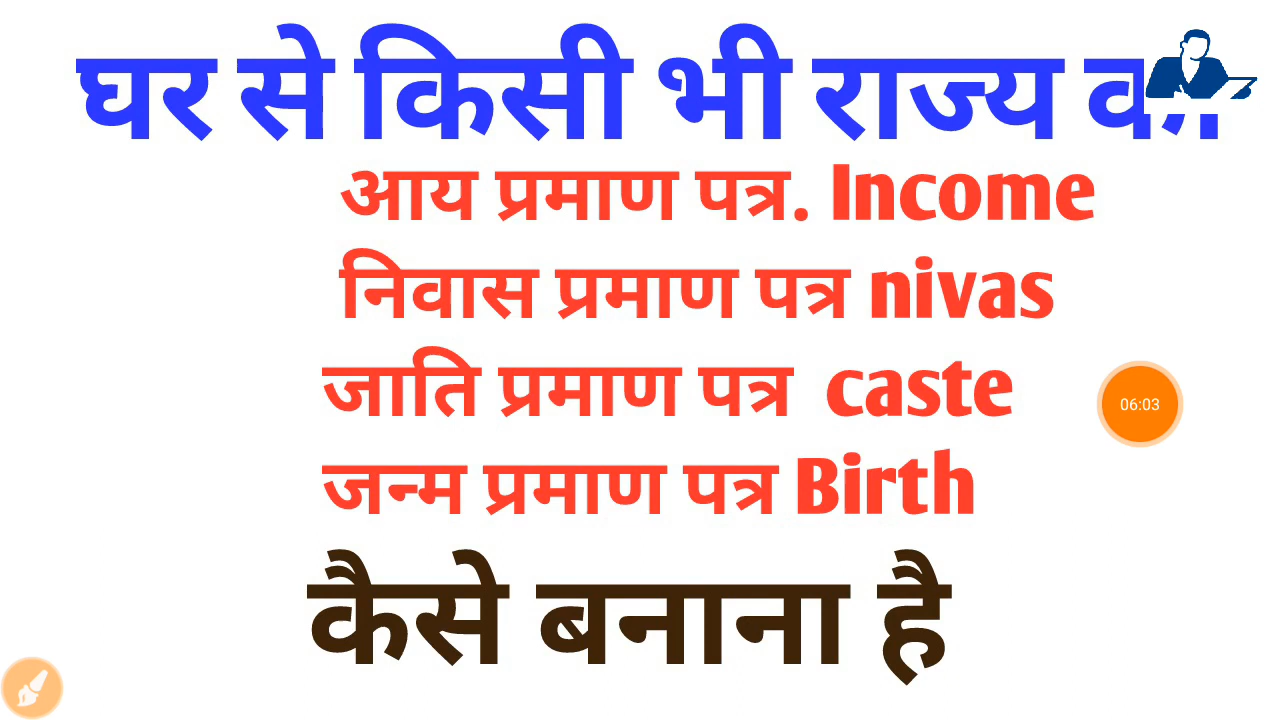 घर से किसी भी राज्य का
आय प्रमाण पत्र. Income
निवास प्रमाण पत्र nivas
जाति प्रमाण पत्र caste
06:03
जन्म प्रमाण पत्र Birth
कैसे बनाना है